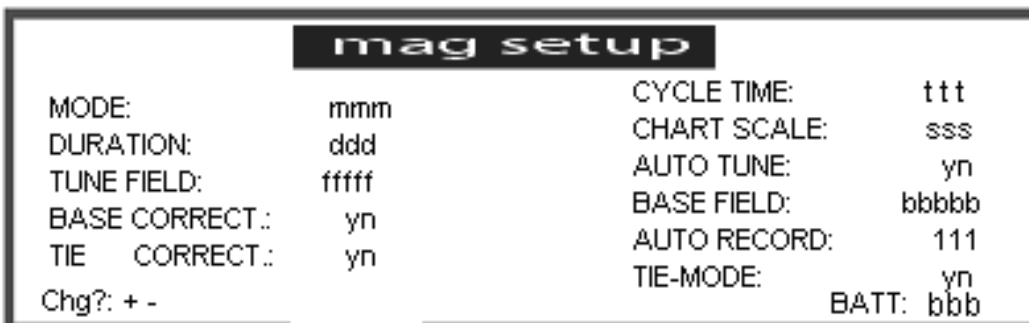 mag setup
MODE: mmm
DURATION: ddd
TUNE FIELD: fffff
BASE CORRECT.: yn
TIE CORRECT.: yn
Chg?: + -
CYCLE TIME: ttt
CHART SCALE: sss
AUTO TUNE: yn
BASE FIELD: bbbbb
AUTO RECORD: 111
TIE-MODE: yn
BATT: bbb